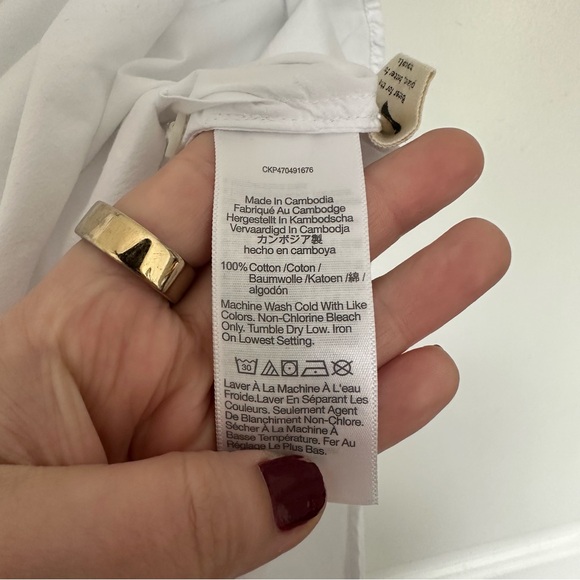 CKP470491676
Made In Cambodia
Fabriqué Au Cambodge
Hergestellt In Kambodscha
Vervaardigd In Cambodja
カンボジア製
hecho en camboya
100% Cotton /Coton /
Baumwolle /Katoen /綿 /
algodón
Machine Wash Cold With Like
Colors. Non-Chlorine Bleach
Only. Tumble Dry Low. Iron
On Lowest Setting.
30
Laver À La Machine À L'eau
Froide.Laver En Séparant Les
Couleurs. Seulement Agent
De Blanchiment Non-Chlore.
Sécher À La Machine À
Basse Température. Fer Au
Réglage Le Plus Bas.